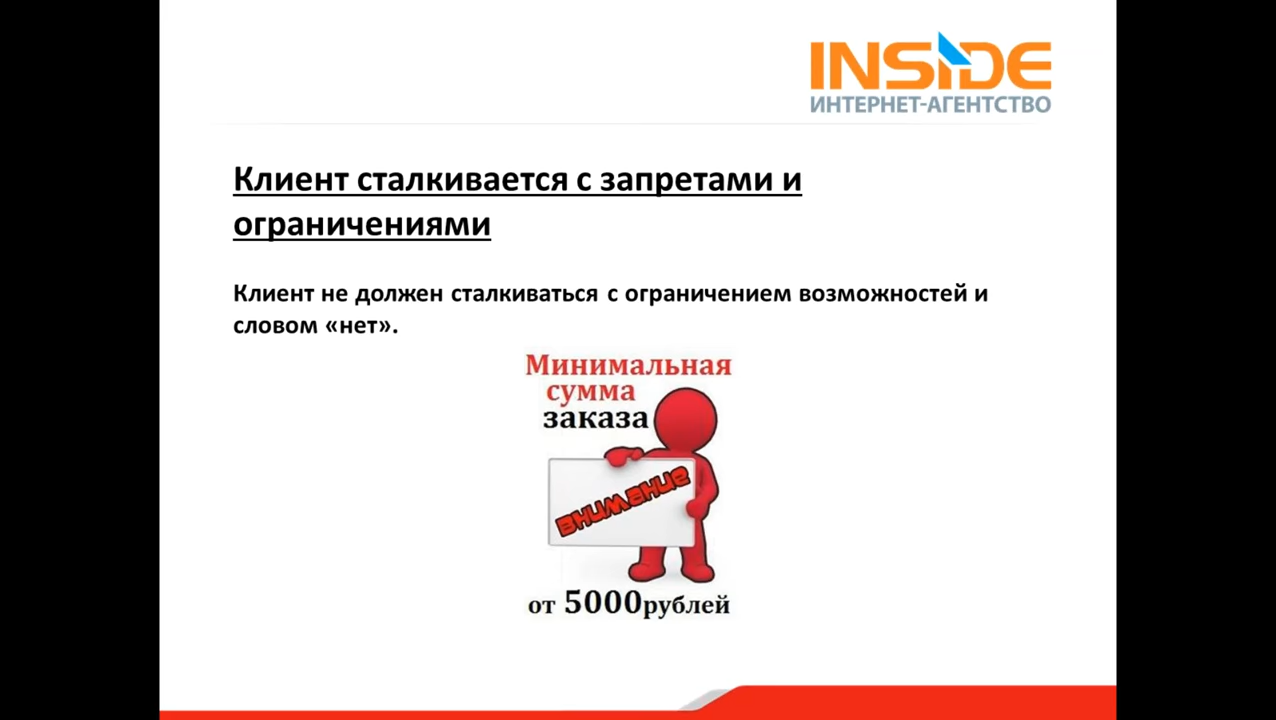 INSIDE
ИНТЕРНЕТ-АГЕНТСТВО
Клиент сталкивается с запретами и
ограничениями
Клиент не должен сталкиваться с ограничением возможностей и
словом «нет».
Минимальная
сумма
заказа
внимание
от 5000рублей